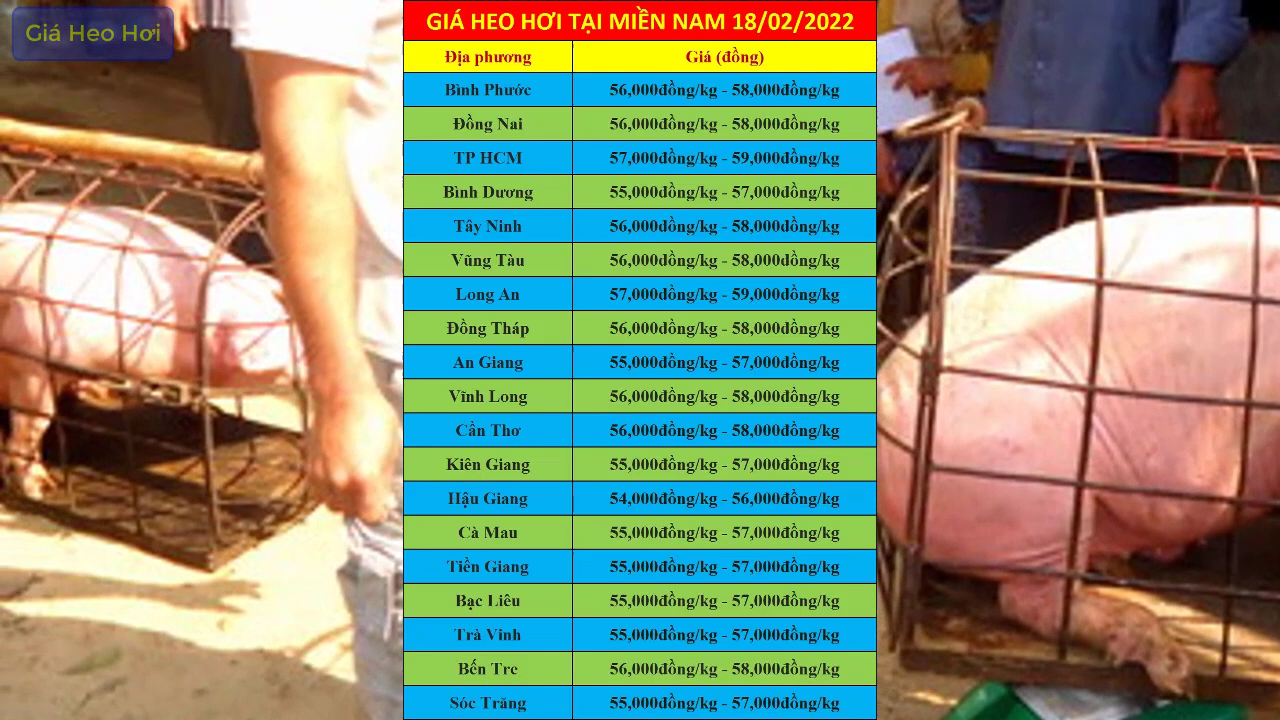 Giá Heo Hơi
GIÁ HEO HƠI TẠI MIỀN NAM 18/02/2022
Địa phương Giá (đồng)
Bình Phước 56,000đồng/kg - 58,000đồng/kg
Đồng Nai 56,000đồng/kg - 58,000đồng/kg
TP HCM 57,000đồng/kg - 59,000đồng/kg
Bình Dương 55,000đồng/kg - 57,000đồng/kg
Tây Ninh 56,000đồng/kg - 58,000đồng/kg
Vũng Tàu 56,000đồng/kg - 58,000đồng/kg
Long An 57,000đồng/kg - 59,000đồng/kg
Đồng Tháp 56,000đồng/kg - 58,000đồng/kg
An Giang 55,000đồng/kg - 57,000đồng/kg
Vĩnh Long 56,000đồng/kg - 58,000đồng/kg
Cần Thơ 56,000đồng/kg - 58,000đồng/kg
Kiên Giang 55,000đồng/kg - 57,000đồng/kg
Hậu Giang 54,000đồng/kg - 56,000đồng/kg
Cà Mau 55,000đồng/kg - 57,000đồng/kg
Tiền Giang 55,000đồng/kg - 57,000đồng/kg
Bạc Liêu 55,000đồng/kg - 57,000đồng/kg
Trà Vinh 55,000đồng/kg - 57,000đồng/kg
Bến Tre 56,000đồng/kg - 58,000đồng/kg
Sóc Trăng 55,000đồng/kg - 57,000đồng/kg